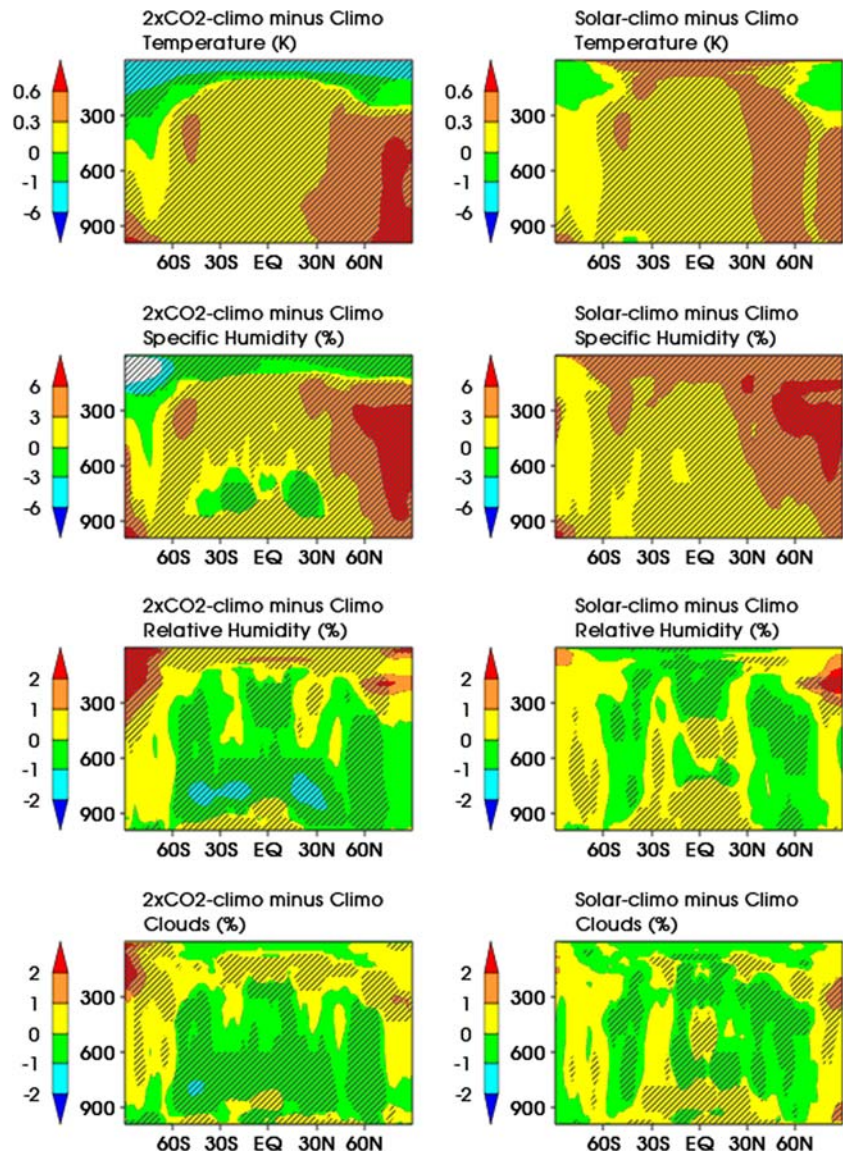 2xCO2-climo minus Climo
Temperature (K)
0.6
0.3
0
-1
-6
300
600
900
60S 30S EQ 30N 60N
Solar-climo minus Climo
Temperature (K)
0.6
0.3
0
-1
-6
300
600
900
60S 30S EQ 30N 60N
2xCO2-climo minus Climo
Specific Humidity (%)
6
3
0
-3
-6
300
600
900
60S 30S EQ 30N 60N
Solar-climo minus Climo
Specific Humidity (%)
6
3
0
-3
-6
300
600
900
60S 30S EQ 30N 60N
2xCO2-climo minus Climo
Relative Humidity (%)
2
1
0
-1
-2
300
600
900
60S 30S EQ 30N 60N
Solar-climo minus Climo
Relative Humidity (%)
2
1
0
-1
-2
300
600
900
60S 30S EQ 30N 60N
2xCO2-climo minus Climo
Clouds (%)
2
1
0
-1
-2
300
600
900
60S 30S EQ 30N 60N
Solar-climo minus Climo
Clouds (%)
2
1
0
-1
-2
300
600
900
60S 30S EQ 30N 60N